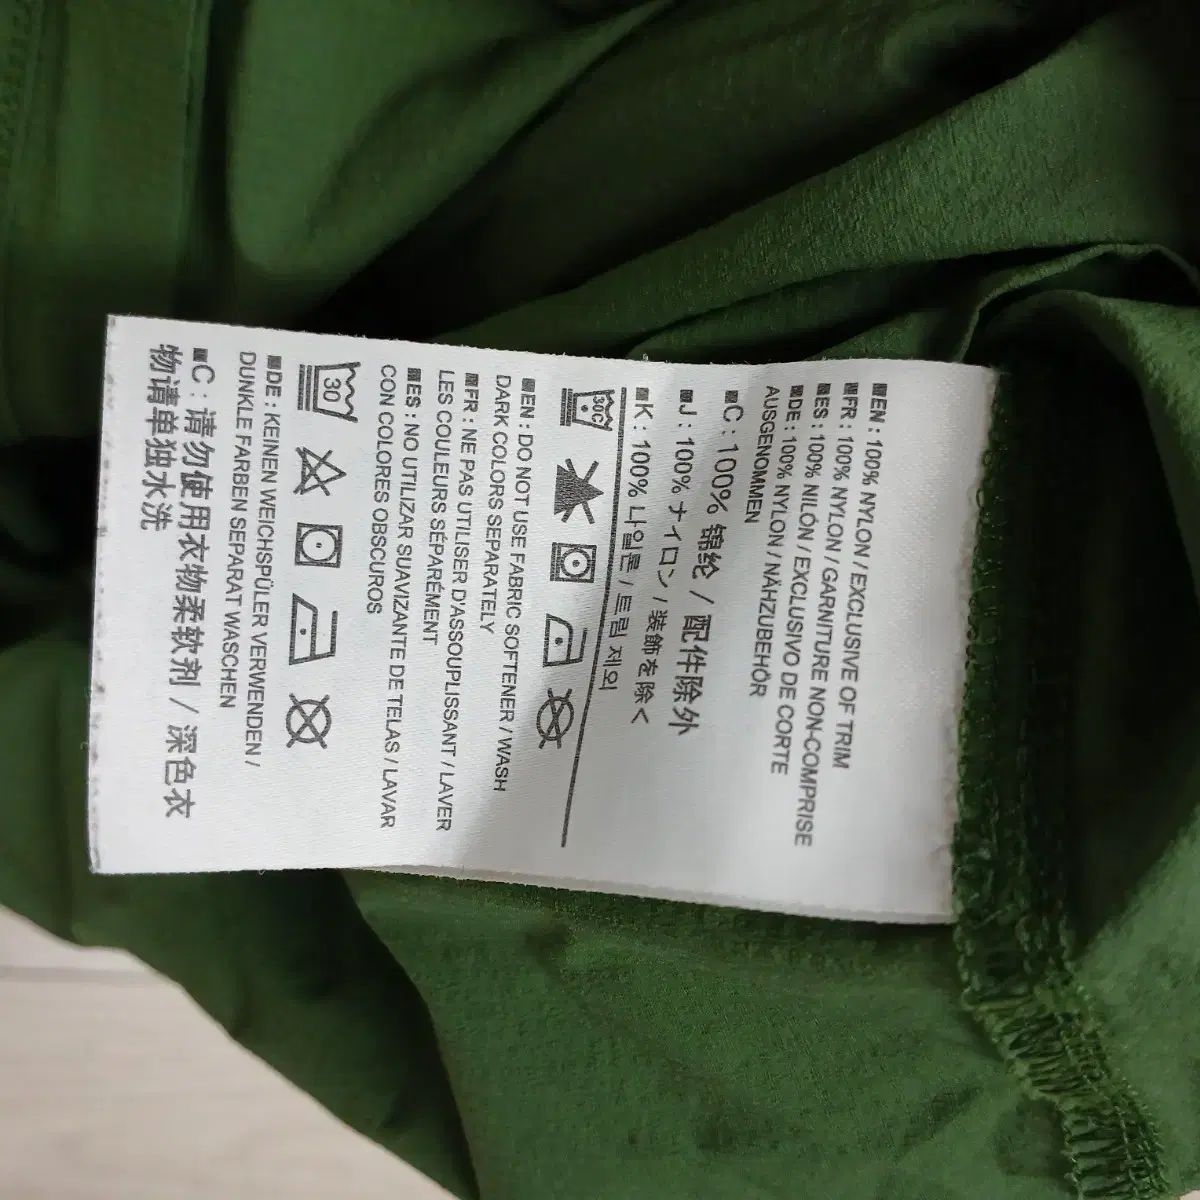 EN : 100% NYLON / EXCLUSIVE OF TRIM
FR : 100% NYLON / GARNITURE NON-COMPRISE
ES : 100% NILÓN / EXCLUSIVO DE CORTE
DE : 100% NYLON / NÄHZUBEHÖR
AUSGENOMMEN
C : 100% 锦纶 / 配件除外
J : 100% ナイロン / 装飾を除く
K : 100% 나일론 / 트림 제외
30C
EN : DO NOT USE FABRIC SOFTENER / WASH
DARK COLORS SEPARATELY
FR : NE PAS UTILISER D'ASSOUPLISSANT / LAVER
LES COULEURS SÉPARÉMENT
ES : NO UTILIZAR SUAVIZANTE DE TELAS / LAVAR
CON COLORES OBSCUROS
30
DE : KEINEN WEICHSPÜLER VERWENDEN /
DUNKLE FARBEN SEPARAT WASCHEN
C : 请勿使用衣物柔软剂 / 深色衣
物请单独水洗